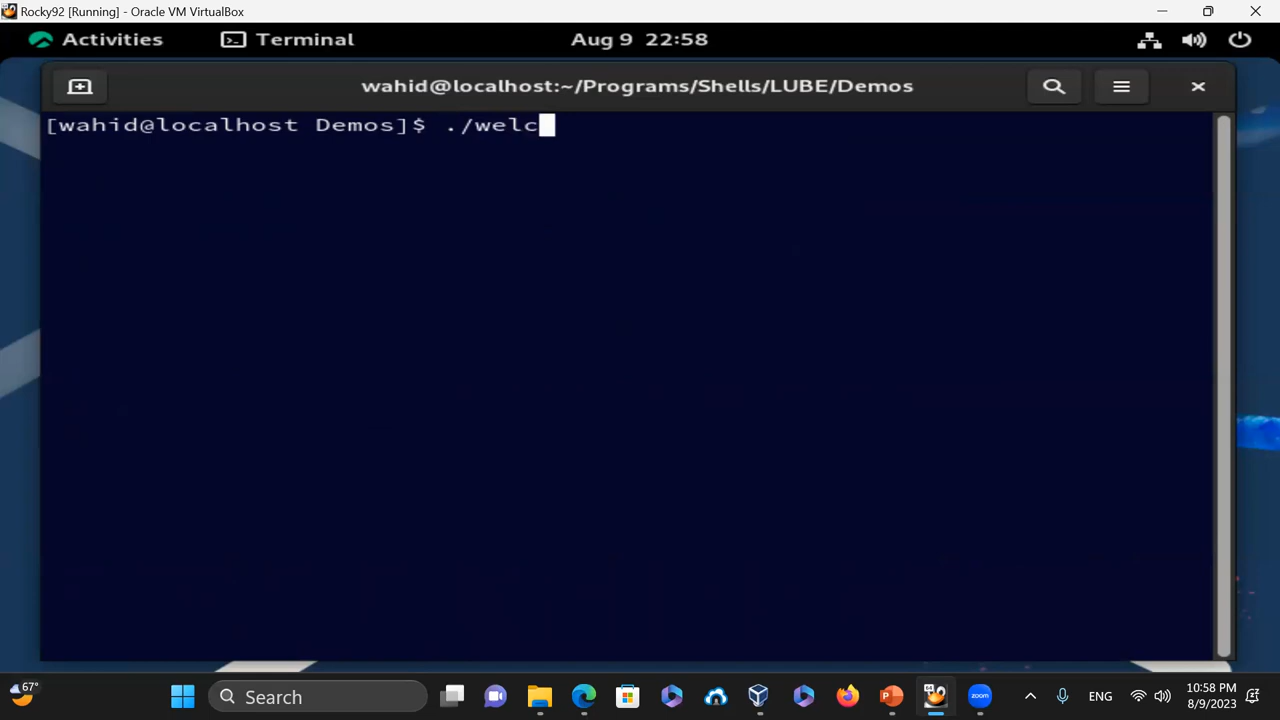 Rocky92 [Running] - Oracle VM VirtualBox
Activities Terminal Aug 9 22:58
wahid@localhost:~/Programs/Shells/LUBE/Demos
[wahid@localhost Demos]$ ./welc
67°
Search
zoom
ENG
10:58 PM
8/9/2023